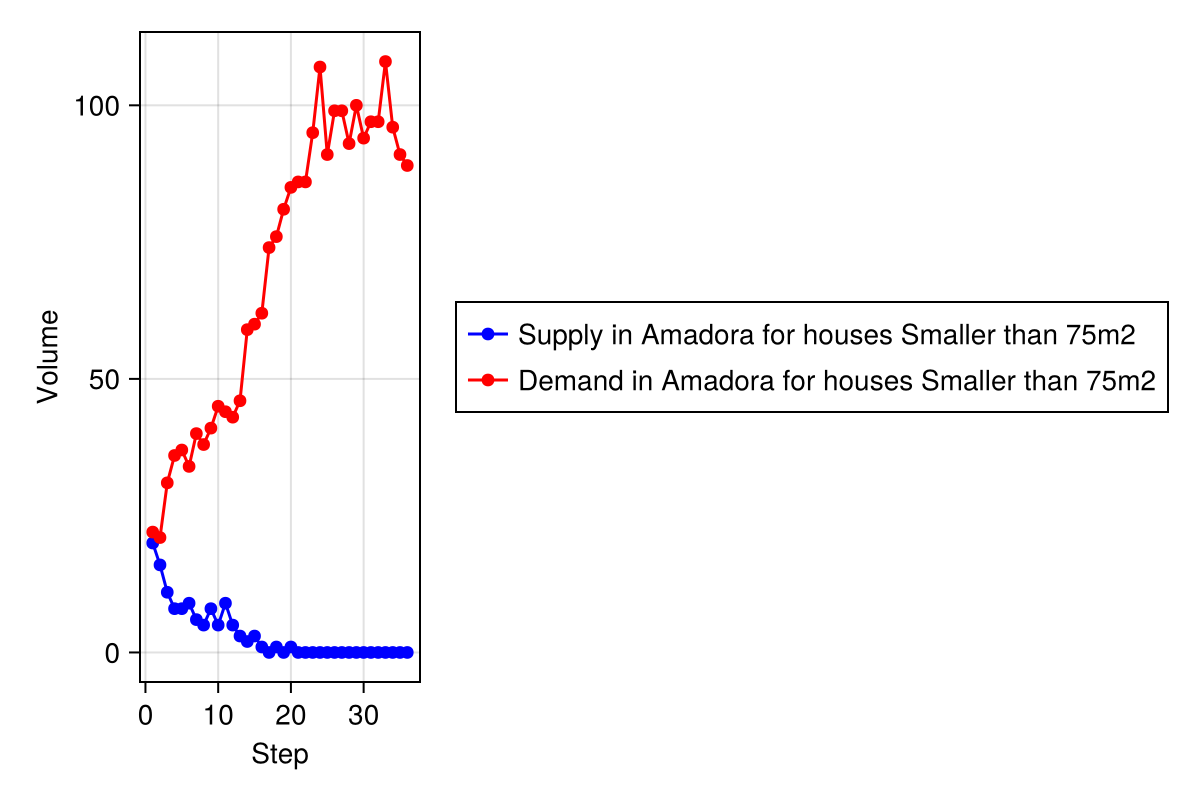 100
50
0
Volume
0 10 20 30
Step
Supply in Amadora for houses Smaller than 75m2
Demand in Amadora for houses Smaller than 75m2